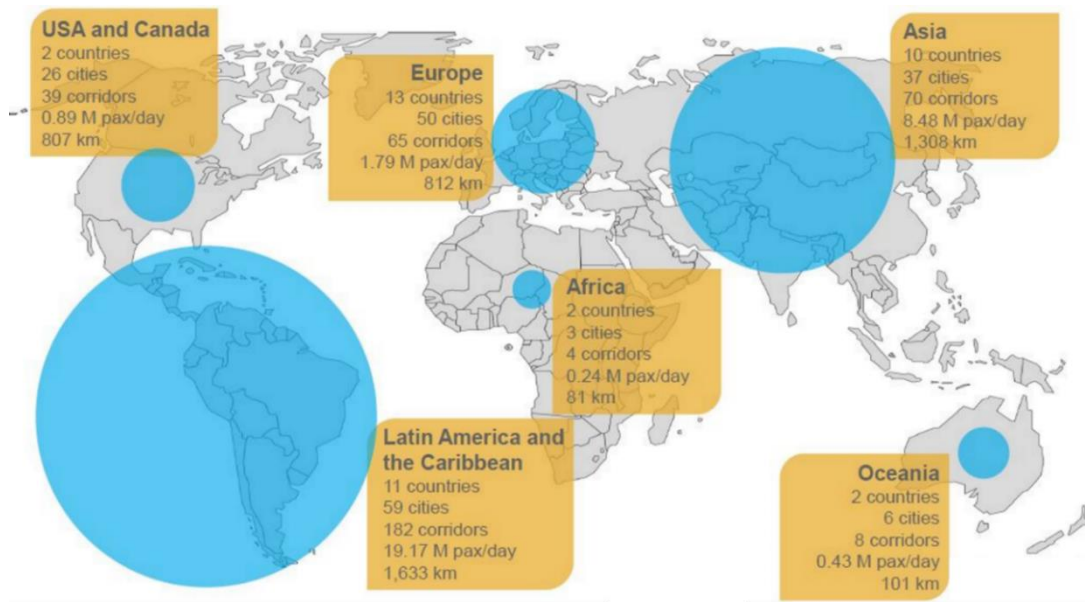 USA and Canada
2 countries
26 cities
39 corridors
0.89 M pax/day
807 km
Europe
13 countries
50 cities
65 corridors
1.79 M pax/day
812 km
Asia
10 countries
37 cities
70 corridors
8.48 M pax/day
1,308 km
Africa
2 countries
3 cities
4 corridors
0.24 M pax/day
81 km
Latin America and
the Caribbean
11 countries
59 cities
182 corridors
19.17 M pax/day
1,633 km
Oceania
2 countries
6 cities
8 corridors
0.43 M pax/day
101 km